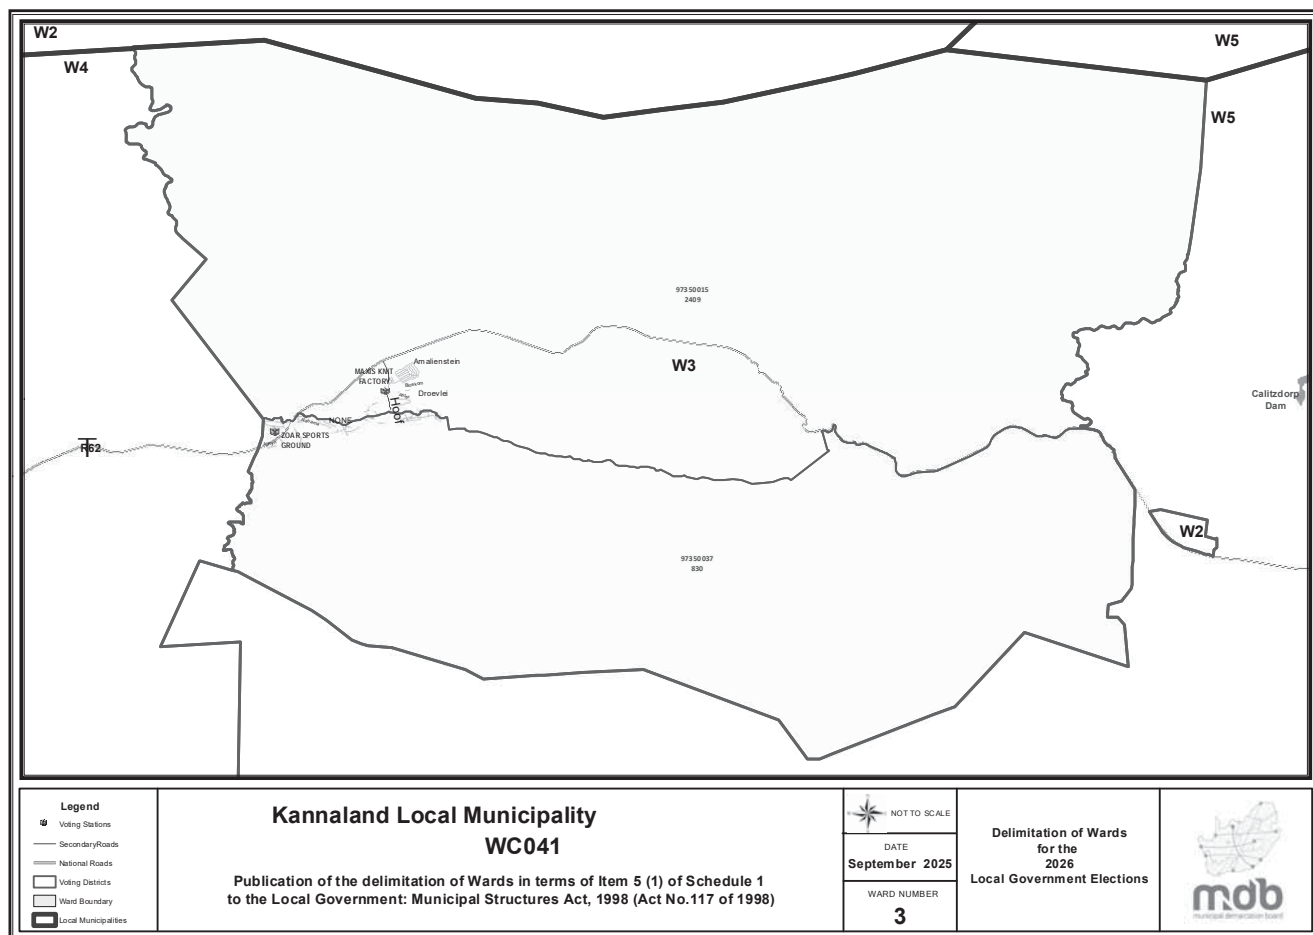 W2
W5
W4
W5
97350015
2409
W3
Amalienstein
MAXIS KNIT
FACTORY
Droevlei
Hoof
NONE
ZOAR SPORTS
GROUND
R62
Calitzdorp
Dam
W2
97350037
830
Legend
Voting Stations
SecondaryRoads
National Roads
Voting Districts
Ward Boundary
Local Municipalities
Kannaland Local Municipality
WC041
Publication of the delimitation of Wards in terms of Item 5 (1) of Schedule 1
to the Local Government: Municipal Structures Act, 1998 (Act No.117 of 1998)
NOT TO SCALE
DATE
September 2025
WARD NUMBER
3
Delimitation of Wards
for the
2026
Local Government Elections
mdb
municipal demarcation board